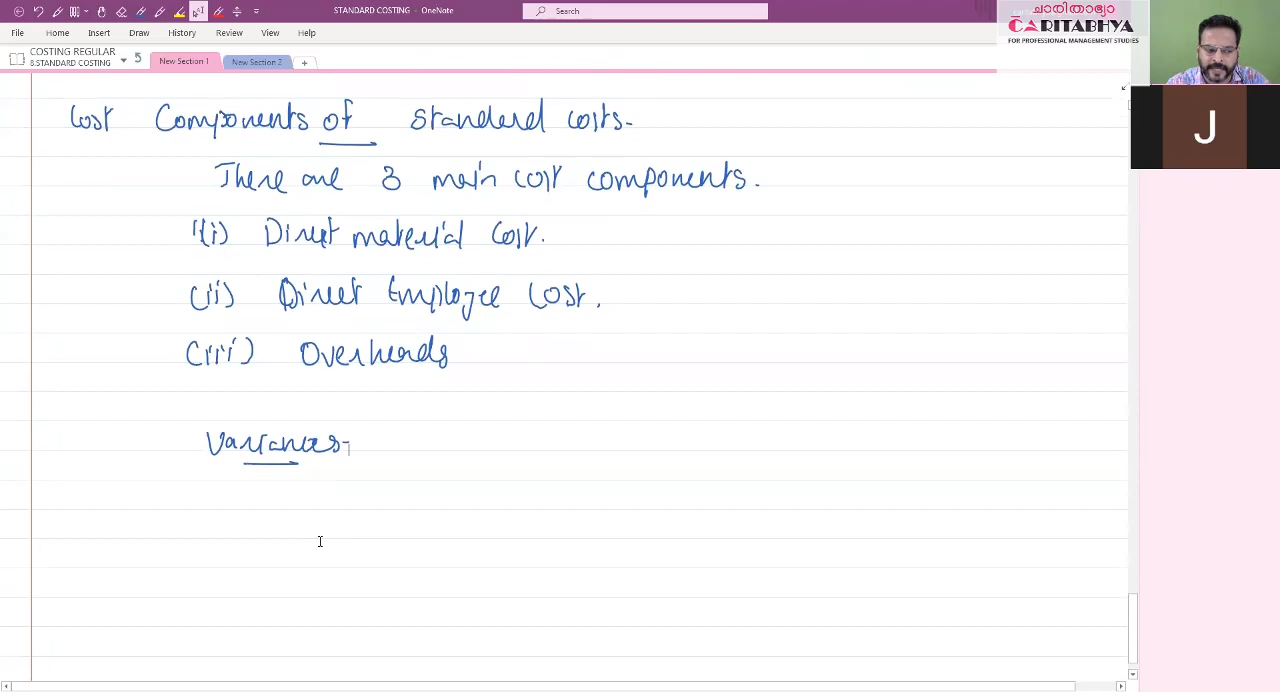 STANDARD COSTING - OneNote
Search
ചാരിതാഭ്യാ
CARITABHYA
FOR PROFESSIONAL MANAGEMENT STUDIES
File Home Insert Draw History Review View Help
COSTING REGULAR
8.STANDARD COSTING
5
New Section 1
New Section 2
+
J
Cost Components of standard costs.
There are 3 main cost components.
(i) Direct material cost.
(ii) Direct Employee Cost.
(iii) Overheads
Variances